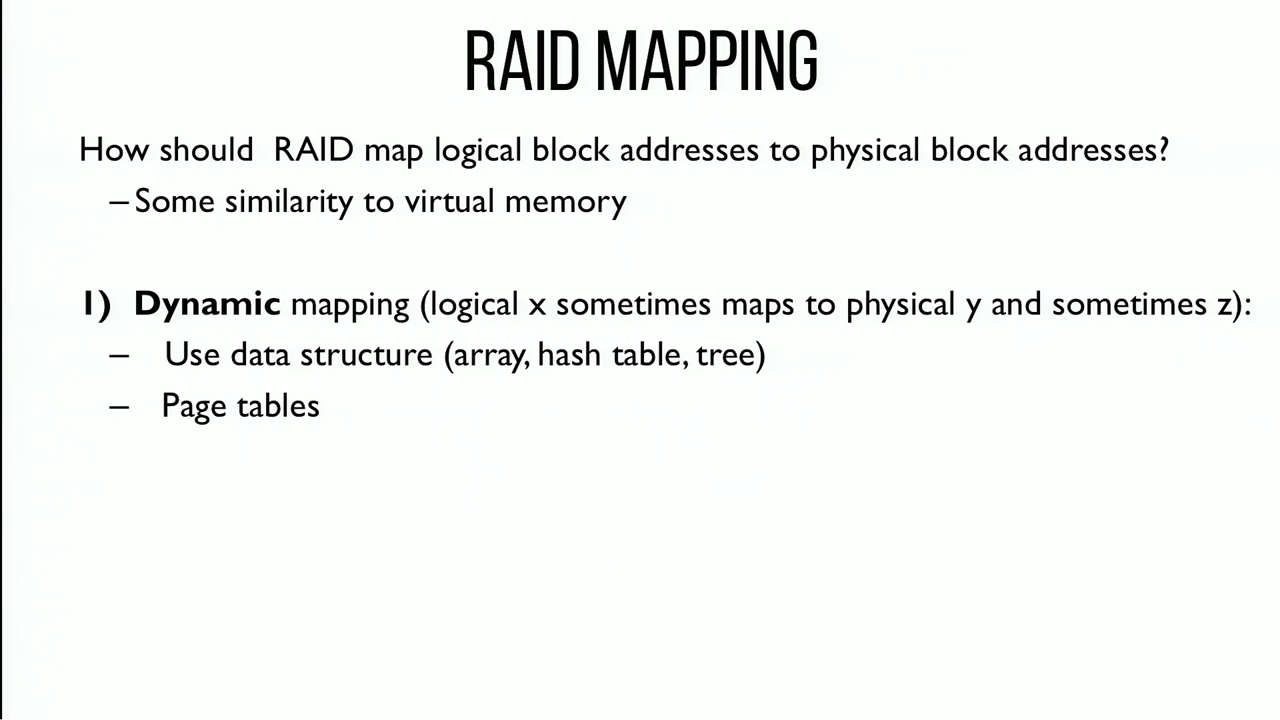 RAID MAPPING
How should RAID map logical block addresses to physical block addresses?
– Some similarity to virtual memory
1) Dynamic mapping (logical x sometimes maps to physical y and sometimes z):
– Use data structure (array, hash table, tree)
– Page tables